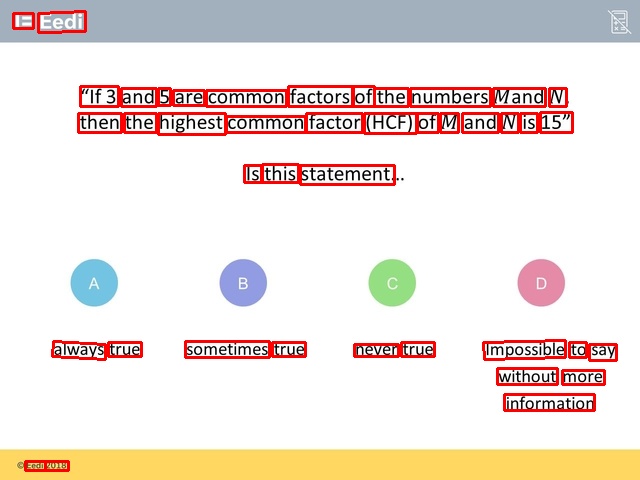 Eedi
"If 3 and 5 are common factors of the numbers M and N,
then the highest common factor (HCF) of M and N is 15"
Is this statement...
A
B
C
D
always true
sometimes true
never true
Impossible to say
without more
information
© Eedi 2018